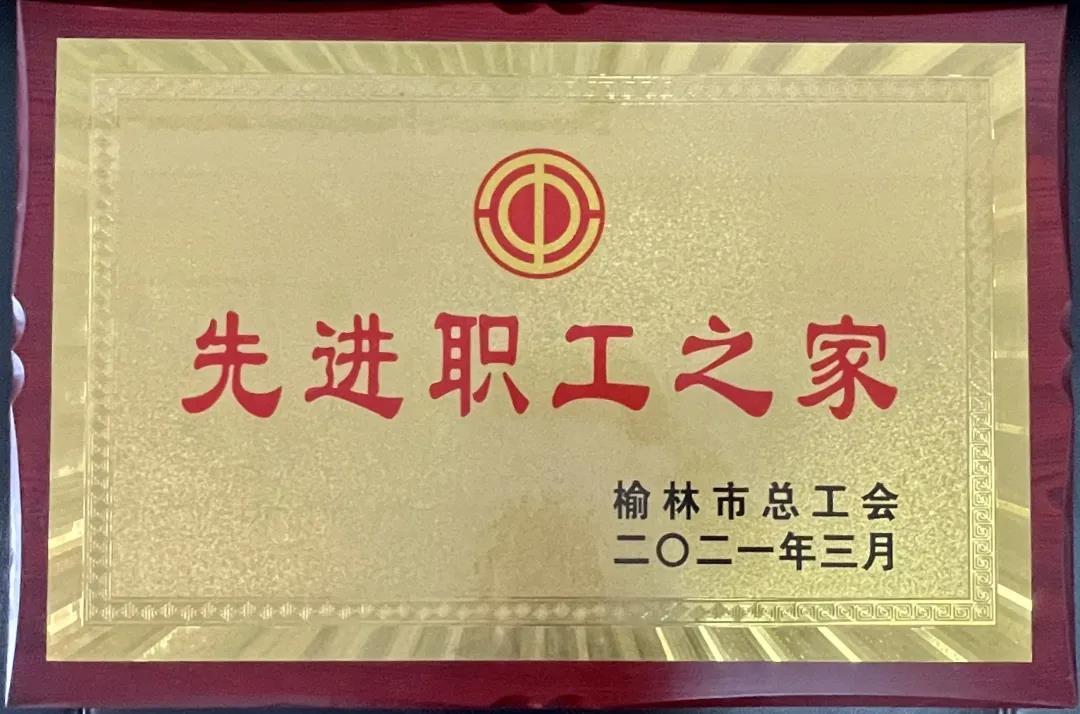 先进职工之家
榆林市总工会
二〇二一年三月